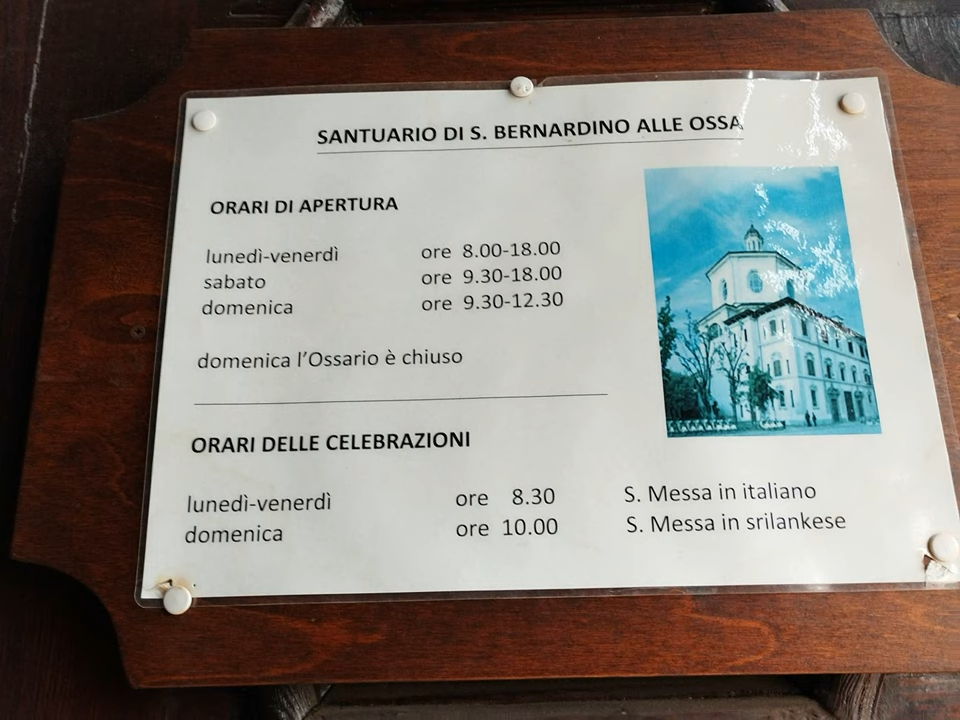 SANTUARIO DI S. BERNARDINO ALLE OSSA
ORARI DI APERTURA
lunedì-venerdì ore 8.00-18.00
sabato ore 9.30-18.00
domenica ore 9.30-12.30
domenica l'Ossario è chiuso
ORARI DELLE CELEBRAZIONI
lunedì-venerdì ore 8.30 S. Messa in italiano
domenica ore 10.00 S. Messa in srilankese